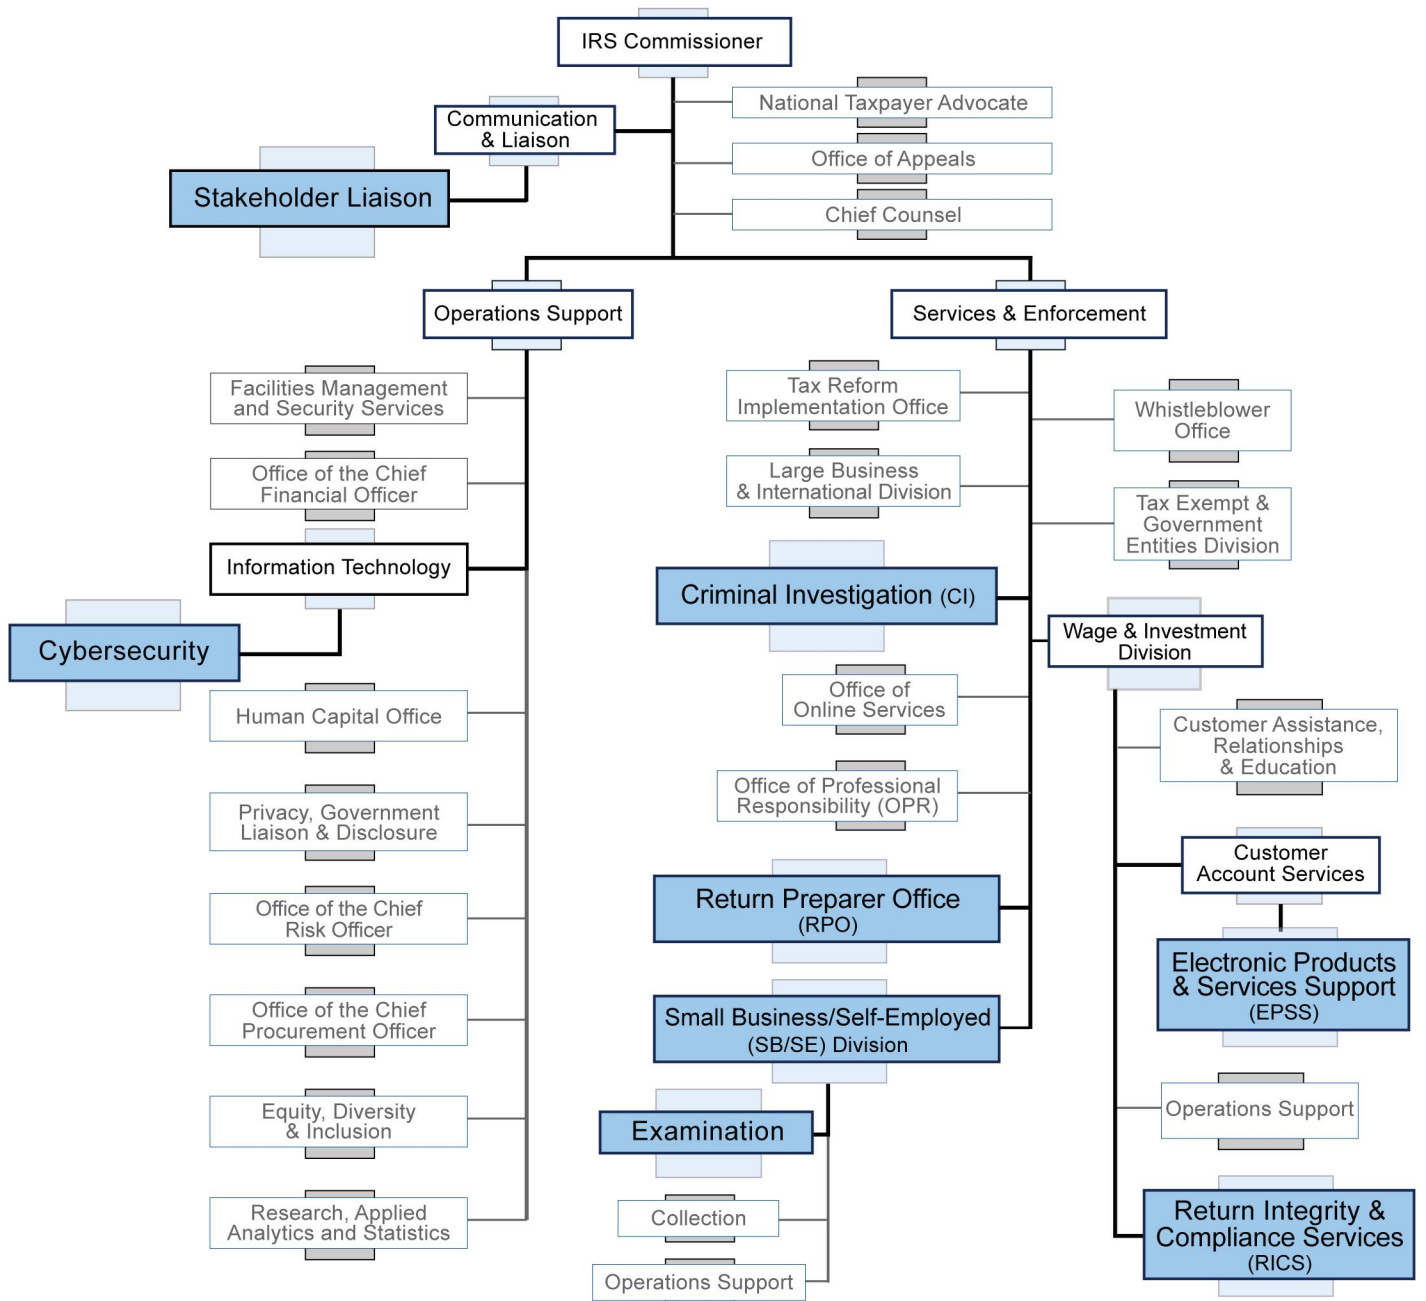 IRS Commissioner
National Taxpayer Advocate
Communication
& Liaison
Office of Appeals
Stakeholder Liaison
Chief Counsel
Operations Support
Services & Enforcement
Facilities Management
and Security Services
Office of the Chief
Financial Officer
Information Technology
Cybersecurity
Human Capital Office
Privacy, Government
Liaison & Disclosure
Office of the Chief
Risk Officer
Office of the Chief
Procurement Officer
Equity, Diversity
& Inclusion
Research, Applied
Analytics and Statistics
Tax Reform
Implementation Office
Large Business
& International Division
Criminal Investigation (CI)
Office of
Online Services
Office of Professional
Responsibility (OPR)
Return Preparer Office
(RPO)
Small Business/Self-Employed
(SB/SE) Division
Examination
Collection
Operations Support
Whistleblower
Office
Tax Exempt &
Government
Entities Division
Wage & Investment
Division
Customer Assistance,
Relationships
& Education
Customer
Account Services
Electronic Products
& Services Support
(EPSS)
Operations Support
Return Integrity &
Compliance Services
(RICS)